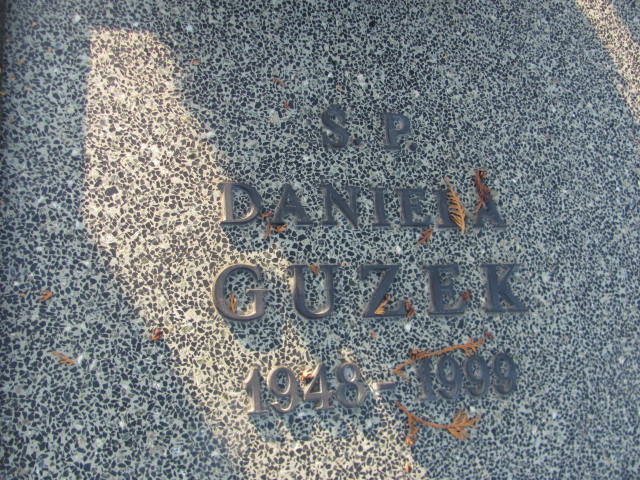 Ś. P.
DANIELA
GUZEK
1948-1999